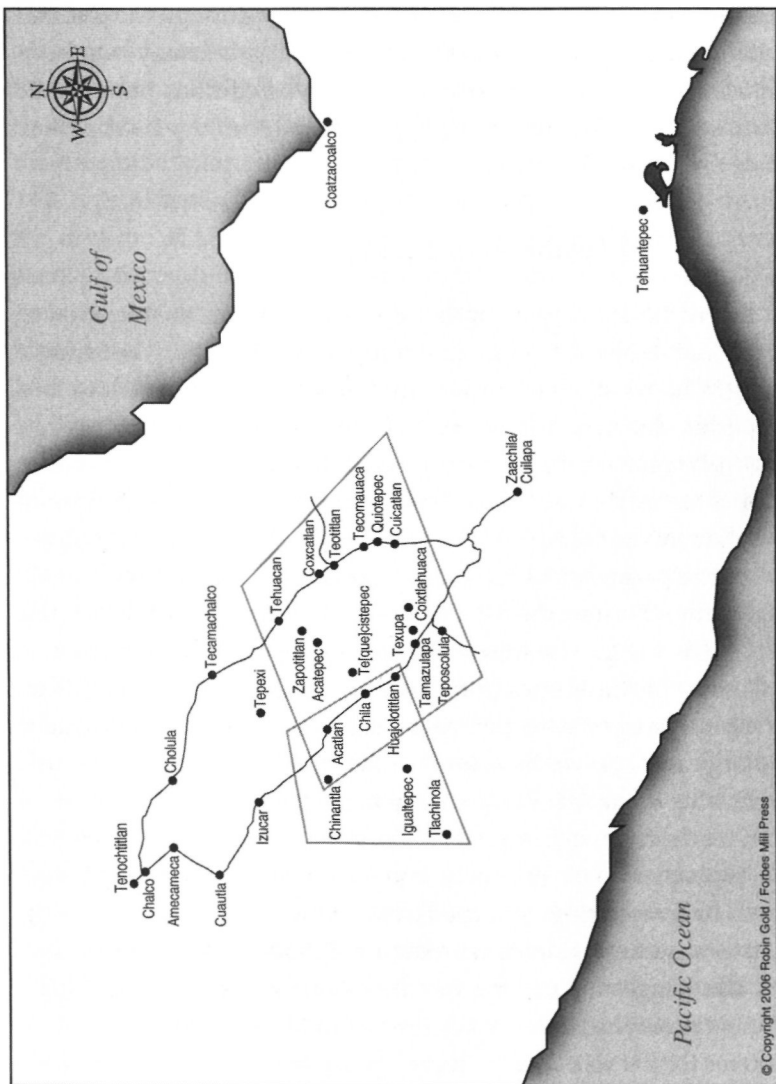 N
E
S
W
Gulf of
Mexico
Coatzacoalco
Tehuantepec
Tenochtitlan
Chalco
Amecameca
Cuautla
Cholula
Izucar
Tecamachalco
Tepexi
Tehuacan
Coxcatlan
Teotitlan
Tecomauaca
Quiotepec
Cuicatlan
Zapotitlan
Acatepec
Te[que]cistepec
Texupa
Coixtlahuaca
Tamazulapa
Teposcolula
Chila
Huajolotitlan
Acatlan
Chinantla
Igualtepec
Tlachinola
Zaachila/
Cuilapa
Pacific Ocean
© Copyright 2006 Robin Gold / Forbes Mill Press